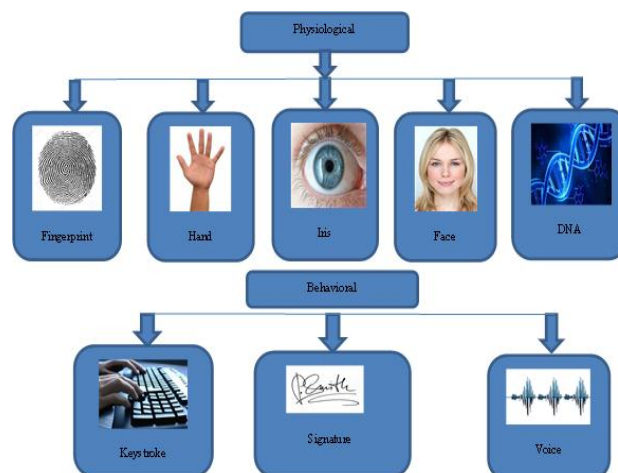 Physiological
Fingerprint
Hand
Iris
Face
DNA
Behavioral
Keystroke
Signature
Voice